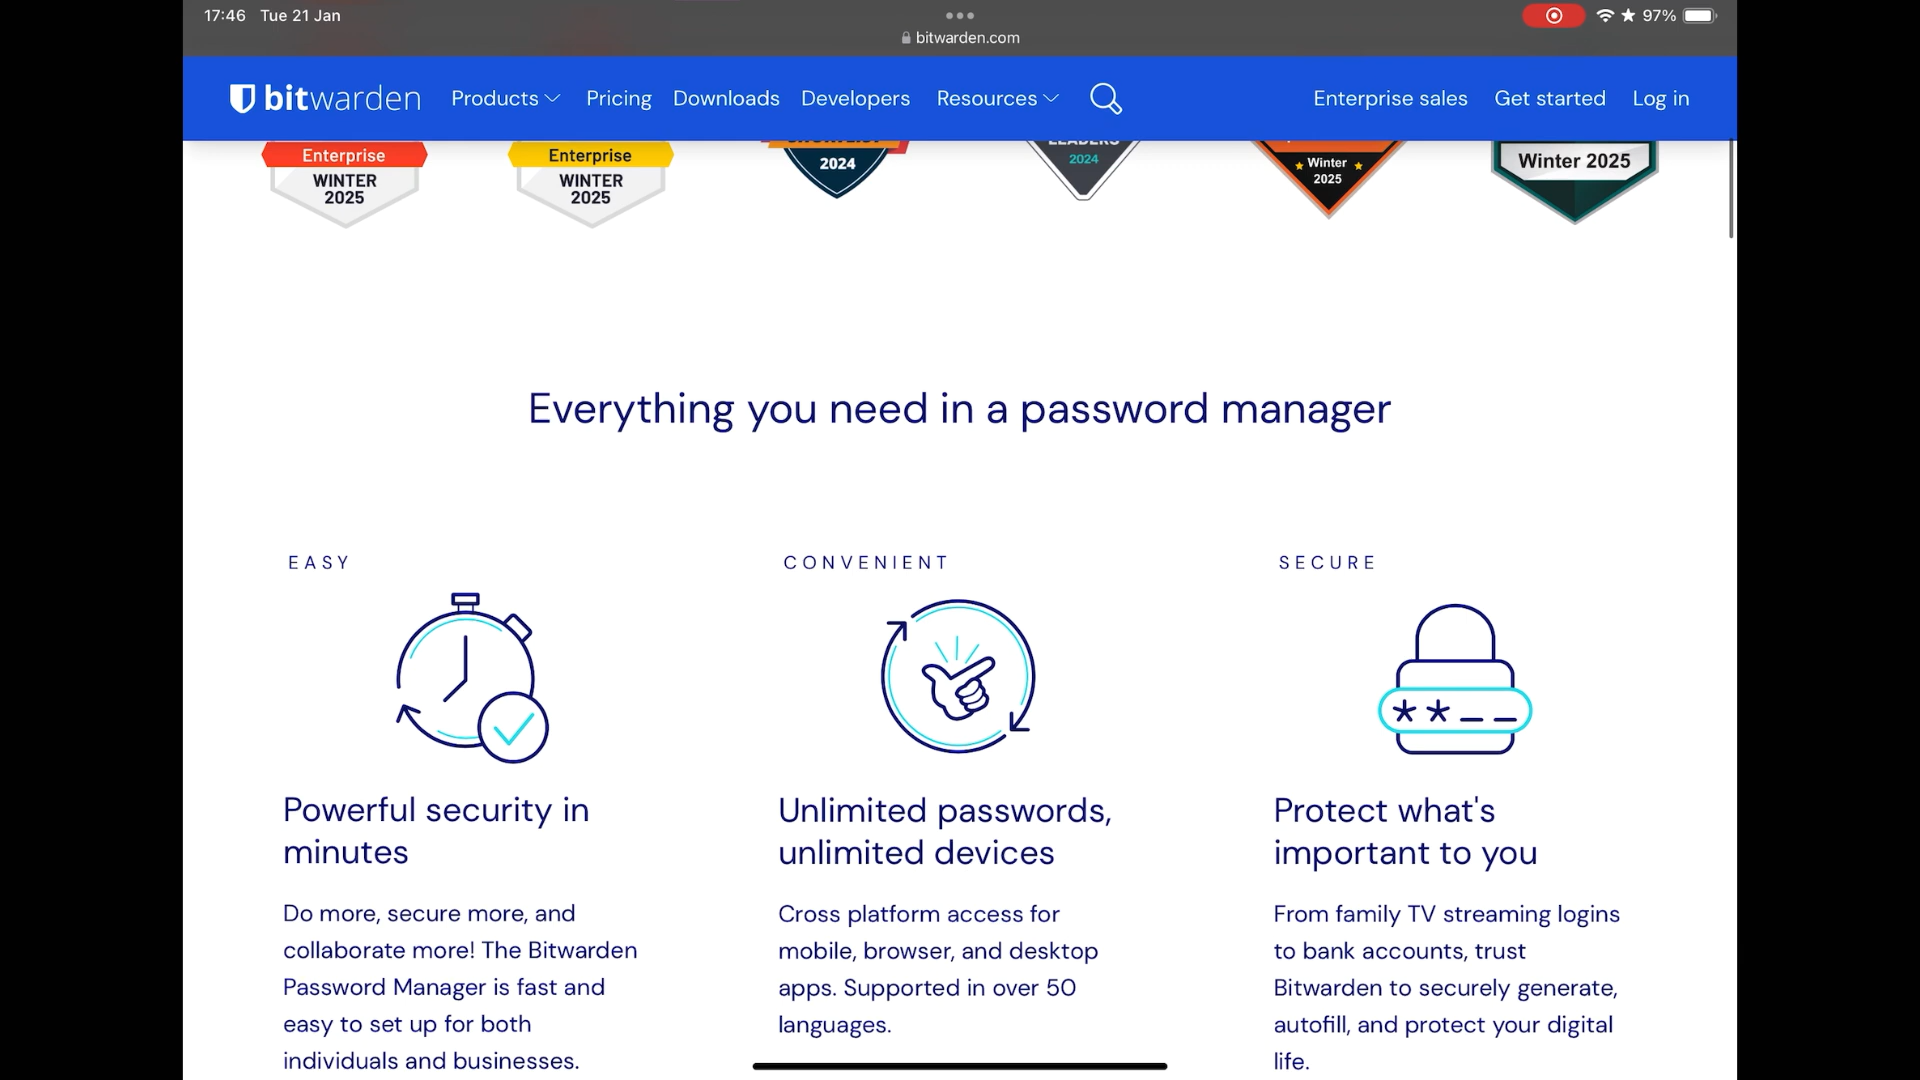 17:46 Tue 21 Jan
97%
bitwarden.com
bitwarden Products Pricing Downloads Developers Resources Enterprise sales Get started Log in
Enterprise
WINTER
2025
Enterprise
WINTER
2025
2024
LEADERS
2024
Winter
2025
Winter 2025
Everything you need in a password manager
EASY
CONVENIENT
SECURE
**__
Powerful security in
minutes
Do more, secure more, and
collaborate more! The Bitwarden
Password Manager is fast and
easy to set up for both
individuals and businesses.
Unlimited passwords,
unlimited devices
Cross platform access for
mobile, browser, and desktop
apps. Supported in over 50
languages.
Protect what's
important to you
From family TV streaming logins
to bank accounts, trust
Bitwarden to securely generate,
autofill, and protect your digital
life.